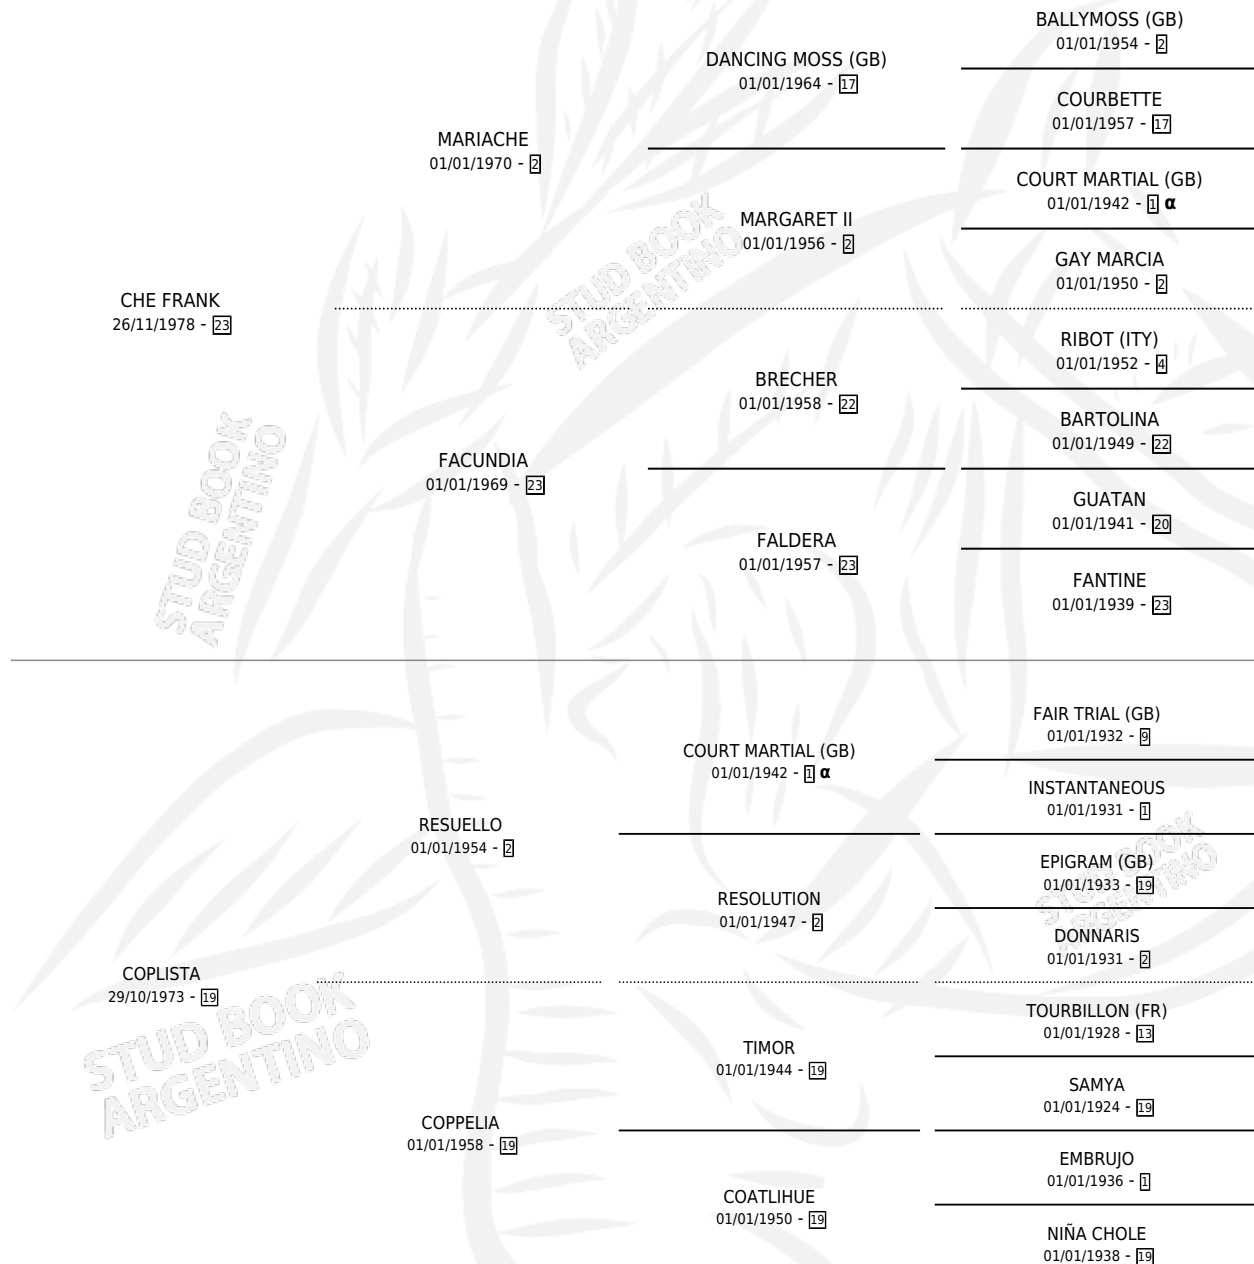 BALLYMOSS (GB)
01/01/1954 - 2
DANCING MOSS (GB)
01/01/1964 - 17
COURBETTE
01/01/1957 - 17
MARIACHE
01/01/1970 - 2
COURT MARTIAL (GB)
01/01/1942 - 1 α
MARGARET II
01/01/1956 - 2
GAY MARCIA
01/01/1950 - 2
CHE FRANK
26/11/1978 - 23
RIBOT (ITY)
01/01/1952 - 4
BRECHER
01/01/1958 - 22
BARTOLINA
01/01/1949 - 22
FACUNDIA
01/01/1969 - 23
GUATAN
01/01/1941 - 20
FALDERA
01/01/1957 - 23
FANTINE
01/01/1939 - 23
FAIR TRIAL (GB)
01/01/1932 - 9
COURT MARTIAL (GB)
01/01/1942 - 1 α
INSTANTANEOUS
01/01/1931 - 1
RESUELLO
01/01/1954 - 2
EPIGRAM (GB)
01/01/1933 - 19
RESOLUTION
01/01/1947 - 2
DONNARIS
01/01/1931 - 2
COPLISTA
29/10/1973 - 19
TOURBILLON (FR)
01/01/1928 - 13
TIMOR
01/01/1944 - 19
SAMYA
01/01/1924 - 19
COPPELIA
01/01/1958 - 19
EMBRUJO
01/01/1936 - 1
COATLIHUE
01/01/1950 - 19
NIÑA CHOLE
01/01/1938 - 19
STUD BOOK
ARGENTINO
STUD BOOK
ARGENTINO
STUD BOOK
ARGENTINO
STUD BOOK
ARGENTINO